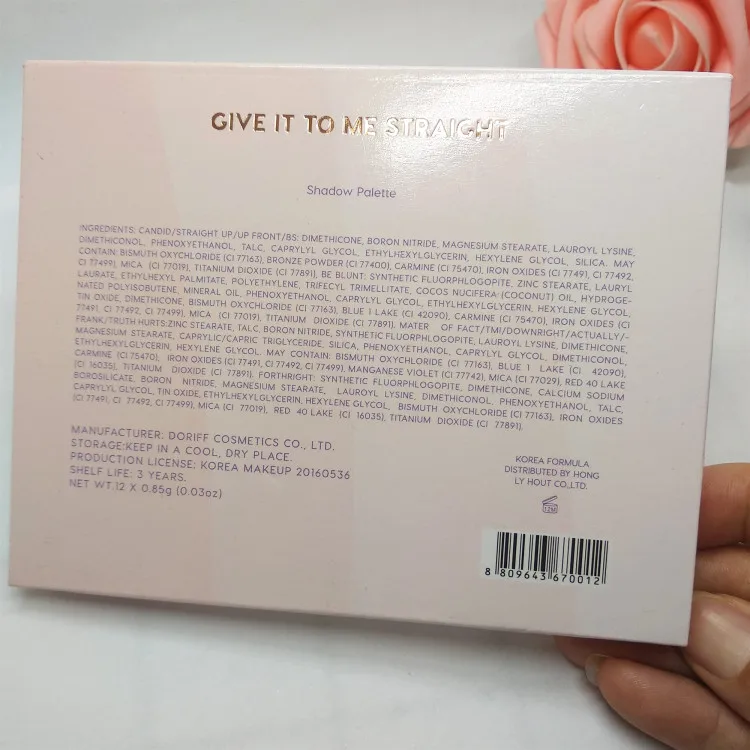 GIVE IT TO ME STRAIGHT
Shadow Palette
INGREDIENTS: CANDID/STRAIGHT UP/UP FRONT/BS: DIMETHICONE, BORON NITRIDE, MAGNESIUM STEARATE, LAUROYL LYSINE,
DIMETHICONOL, PHENOXYETHANOL, TALC, CAPRYLYL GLYCOL, ETHYLHEXYLGLYCERIN, HEXYLENE GLYCOL, SILICA. MAY
CONTAIN: BISMUTH OXYCHLORIDE (CI 77163), BRONZE POWDER (CI 77400), CARMINE (CI 75470), IRON OXIDES (CI 77491, CI 77492,
CI 77499), MICA (CI 77019), TITANIUM DIOXIDE (CI 77891), BE BLUNT: SYNTHETIC FLUORPHLOGOPITE, ZINC STEARATE, LAURYL
LAURATE, ETHYLHEXYL PALMITATE, POLYETHYLENE, TRIFECYL TRIMELLITATE, COCOS NUCIFERA (COCONUT) OIL, HYDROGE-
NATED POLYISOBUTENE, MINERAL OIL, PHENOXYETHANOL, CAPRYLYL GLYCOL, ETHYLHEXYLGLYCERIN, HEXYLENE GLYCOL,
TIN OXIDE, DIMETHICONE, BISMUTH OXYCHLORIDE (CI 77163), BLUE 1 LAKE (CI 42090), CARMINE (CI 75470), IRON OXIDES (CI
77491, CI 77492, CI 77499), MICA (CI 77019), TITANIUM DIOXIDE (CI 77891). MATER OF FACT/TMI/DOWNRIGHT/ACTUALLY/-
FRANK/TRUTH HURTS:ZINC STEARATE, TALC, BORON NITRIDE, SYNTHETIC FLUORPHLOGOPITE, LAUROYL LYSINE, DIMETHICONE,
MAGNESIUM STEARATE, CAPRYLIC/CAPRIC TRIGLYCERIDE, SILICA, PHENOXYETHANOL, CAPRYLYL GLYCOL, DIMETHICONOL,
ETHYLHEXYLGLYCERIN, HEXYLENE GLYCOL. MAY CONTAIN: BISMUTH OXYCHLORIDE (CI 77163), BLUE 1 LAKE (CI 42090),
CARMINE (CI 75470), IRON OXIDES (CI 77491, CI 77492, CI 77499), MANGANESE VIOLET (CI 77742), MICA (CI 77029), RED 40 LAKE
(CI 16035), TITANIUM DIOXIDE (CI 77891). FORTHRIGHT: SYNTHETIC FLUORPHLOGOPITE, DIMETHICONE, CALCIUM SODIUM
BOROSILICATE, BORON NITRIDE, MAGNESIUM STEARATE, LAUROYL LYSINE, DIMETHICONOL, PHENOXYETHANOL, TALC,
CAPRYLYL GLYCOL, TIN OXIDE, ETHYLHEXYLGLYCERIN, HEXYLENE GLYCOL, BISMUTH OXYCHLORIDE (CI 77163), IRON OXIDES
(CI 77491, CI 77492, CI 77499), MICA (CI 77019), RED 40 LAKE (CI 16035), TITANIUM DIOXIDE (CI 77891).
MANUFACTURER: DORIFF COSMETICS CO., LTD.
STORAGE:KEEP IN A COOL, DRY PLACE.
PRODUCTION LICENSE: KOREA MAKEUP 20160536
SHELF LIFE: 3 YEARS.
NET WT.12 X 0.85g (0.03oz)
KOREA FORMULA
DISTRIBUTED BY HONG
LY HOUT CO.,LTD.
12M
8 809643 670012